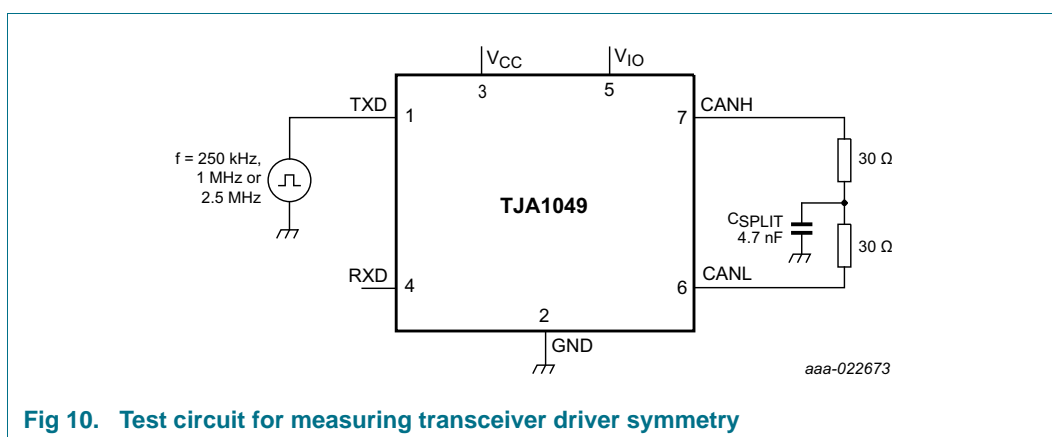 VCC
VIO
3
5
TXD
1
7
CANH
f = 250 kHz,
1 MHz or
2.5 MHz
30 Ω
TJA1049
CSPLIT
4.7 nF
30 Ω
RXD
4
6
CANL
2
GND
aaa-022673
Fig 10. Test circuit for measuring transceiver driver symmetry